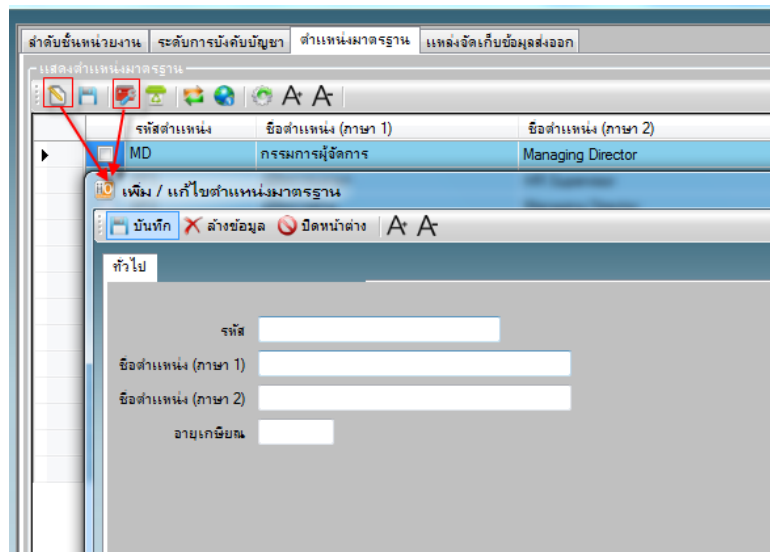 ลำดับชั้นหน่วยงาน ระดับการบังคับบัญชา ตำแหน่งมาตรฐาน แหล่งจัดเก็บข้อมูลส่งออก
แสดงตำแหน่งมาตรฐาน
A+ A-
รหัสตำแหน่ง ชื่อตำแหน่ง (ภาษา 1) ชื่อตำแหน่ง (ภาษา 2)
MD กรรมการผู้จัดการ Managing Director
เพิ่ม / แก้ไขตำแหน่งมาตรฐาน
บันทึก ล้างข้อมูล ปิดหน้าต่าง A+ A-
ทั่วไป
รหัส
ชื่อตำแหน่ง (ภาษา 1)
ชื่อตำแหน่ง (ภาษา 2)
อายุเกษียณ